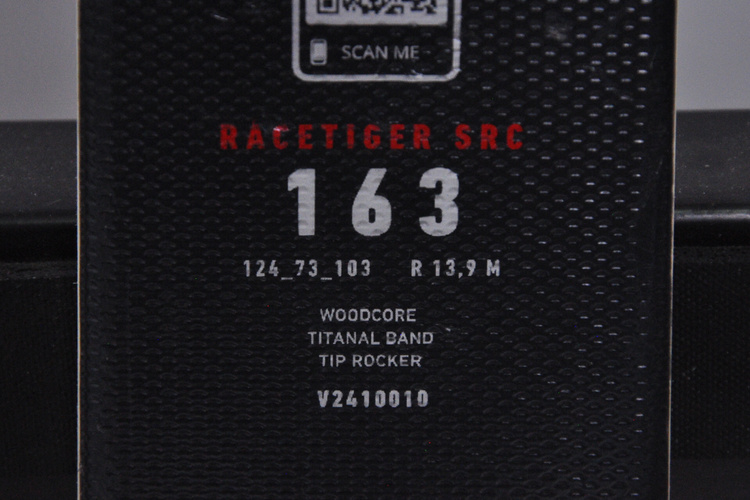 SCAN ME
RACETIGER SRC
163
124_73_103 R 13,9 M
WOODCORE
TITANAL BAND
TIP ROCKER
V2410010